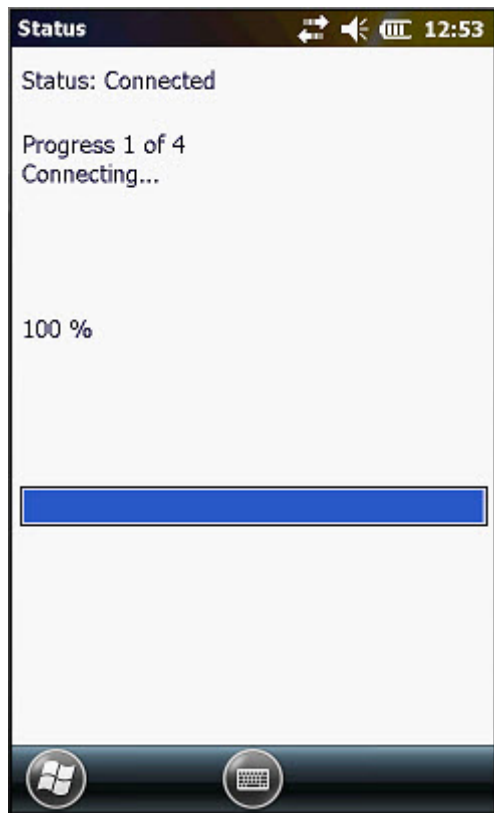 Status 12:53
Status: Connected
Progress 1 of 4
Connecting...
100 %